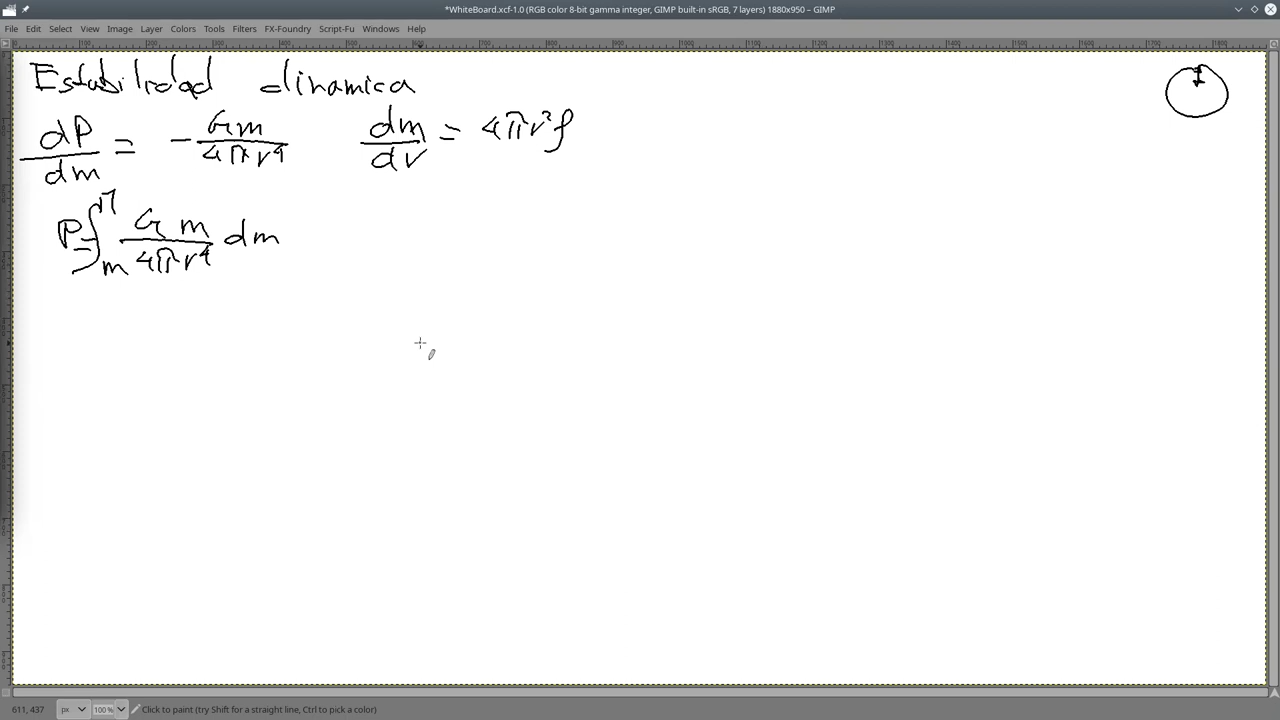 *WhiteBoard.xcf-1.0 (RGB color 8-bit gamma integer, GIMP built-in sRGB, 7 layers) 1880x950 – GIMP
File Edit Select View Image Layer Colors Tools Filters FX-Foundry Script-Fu Windows Help
Estabilidad dinamica
dP/dm = - Gm/4πr⁴ dm/dr = 4πr²ρ
P = ∫_m^M G m/4πr⁴ dm
611, 437 px 100% Click to paint (try Shift for a straight line, Ctrl to pick a color)